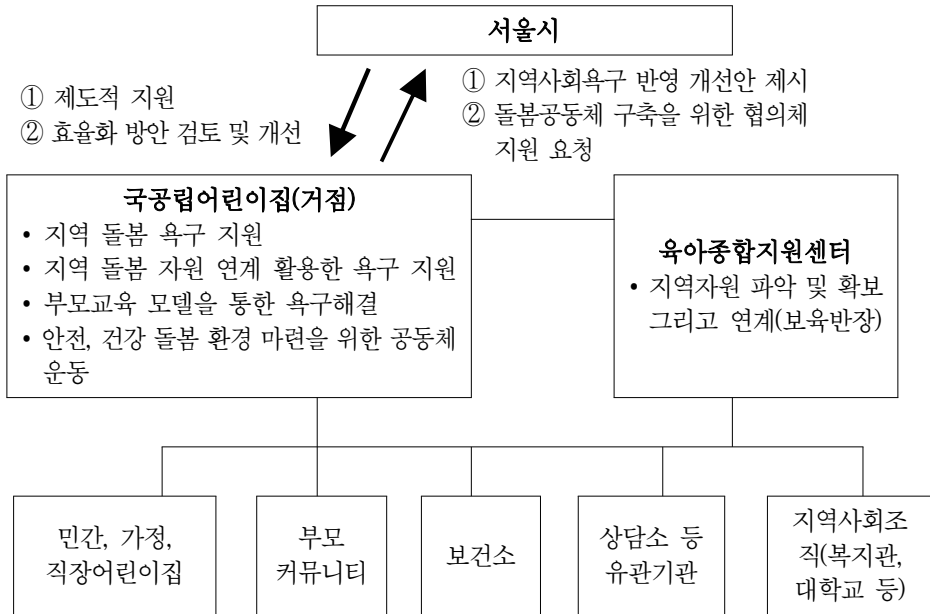 서울시
① 제도적 지원
② 효율화 방안 검토 및 개선
① 지역사회욕구 반영 개선안 제시
② 돌봄공동체 구축을 위한 협의체
지원 요청
국공립어린이집(거점)
• 지역 돌봄 욕구 지원
• 지역 돌봄 자원 연계 활용한 욕구 지원
• 부모교육 모델을 통한 욕구해결
• 안전, 건강 돌봄 환경 마련을 위한 공동체
운동
육아종합지원센터
• 지역자원 파악 및 확보
그리고 연계(보육반장)
민간, 가정,
직장어린이집
부모
커뮤니티
보건소
상담소 등
유관기관
지역사회조
직(복지관,
대학교 등)